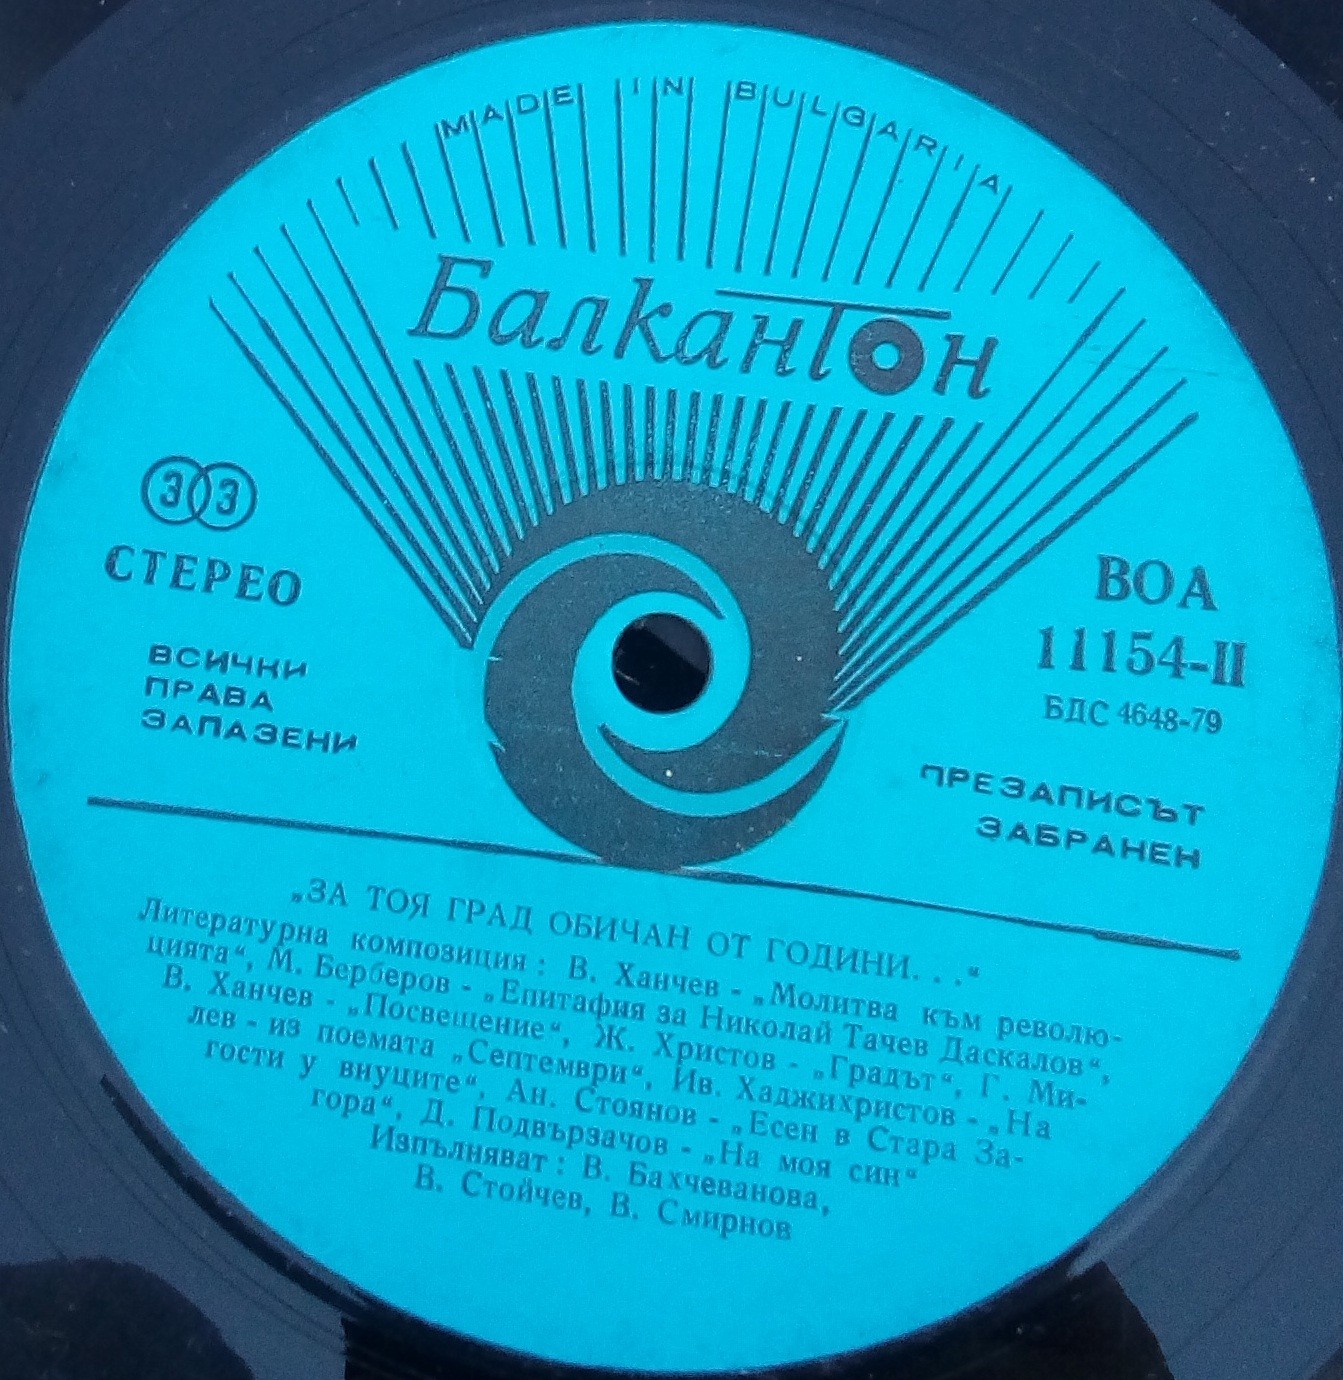 MADE IN BULGARIA
Балкантон
33
СТЕРЕО
ВСИЧКИ
ПРАВА
ЗАПАЗЕНИ
ВОА
11154-II
БДС 4648-79
ПРЕЗАПИСЪТ
ЗАБРАНЕН
„ЗА ТОЯ ГРАД ОБИЧАН ОТ ГОДИНИ. . .“
Литературна композиция : В. Ханчев - „Молитва към револю-
цията“, М. Берберов - „Епитафия за Николай Тачев Даскалов“,
В. Ханчев - „Посвещение“, Ж. Христов - „Градът“, Г. Ми-
лев - из поемата „Септември“, Ив. Хаджихристов - „На
гости у внуците“, Ан. Стоянов - „Есен в Стара За-
гора“, Д. Подвързачов - „На моя син“
Изпълняват : В. Бахчеванова,
В. Стойчев, В. Смирнов